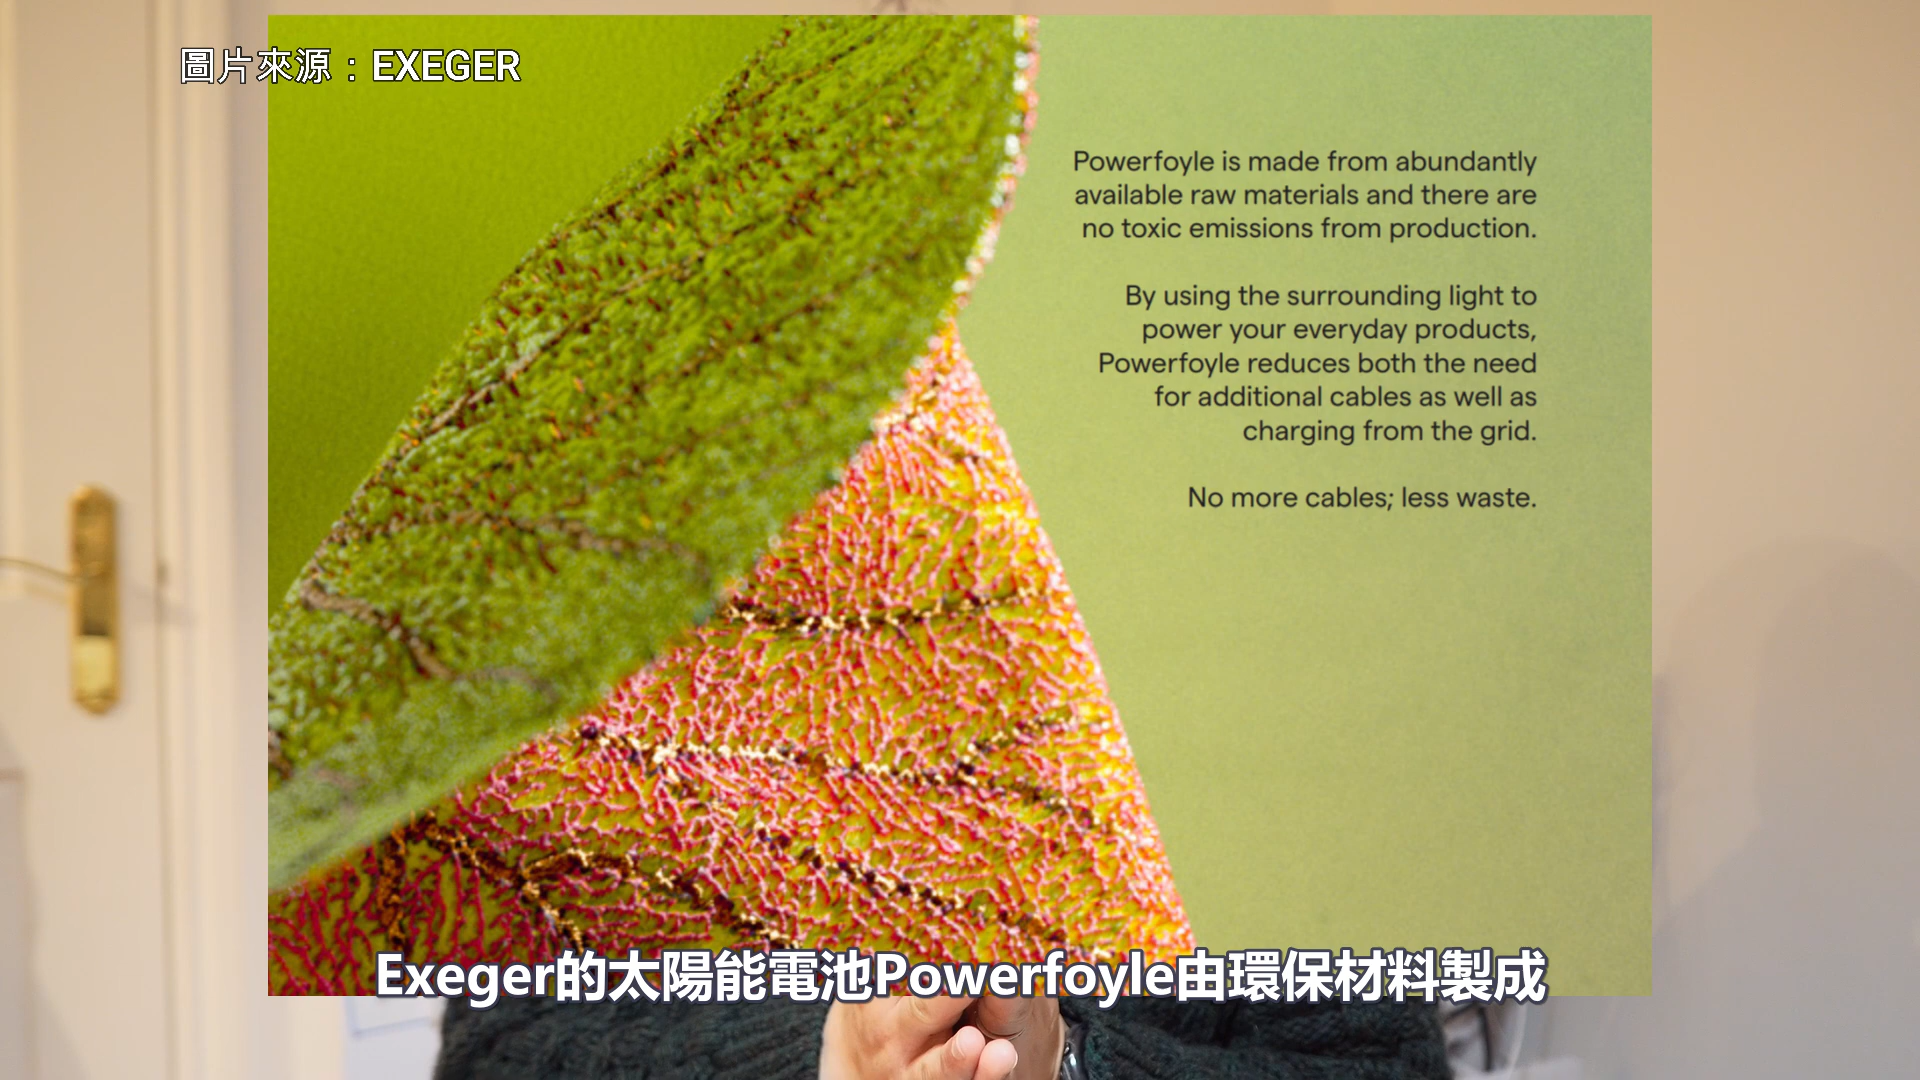 圖片來源：EXEGER
Powerfoyle is made from abundantly
available raw materials and there are
no toxic emissions from production.
By using the surrounding light to
power your everyday products,
Powerfoyle reduces both the need
for additional cables as well as
charging from the grid.
No more cables; less waste.
Exeger的太陽能電池Powerfoyle由環保材料製成